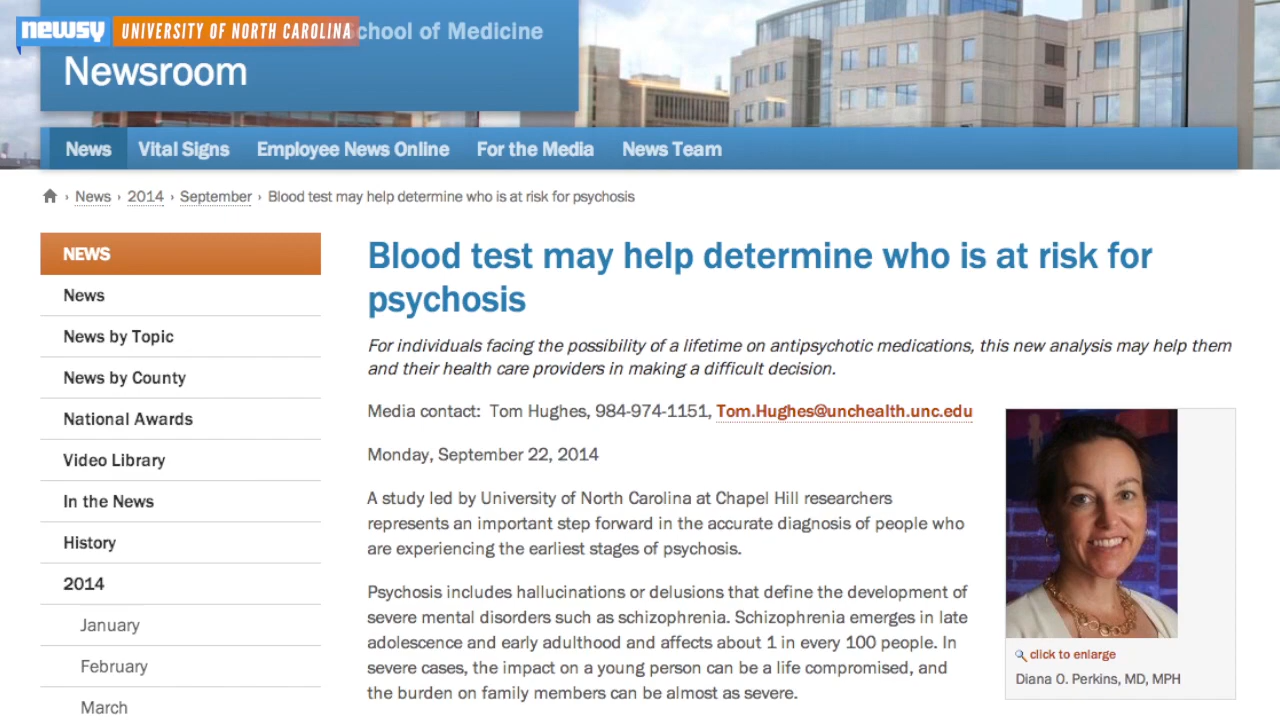 newsy UNIVERSITY OF NORTH CAROLINA chool of Medicine
Newsroom
News Vital Signs Employee News Online For the Media News Team
› News › 2014 › September › Blood test may help determine who is at risk for psychosis
NEWS
News
News by Topic
News by County
National Awards
Video Library
In the News
History
2014
January
February
March
Blood test may help determine who is at risk for
psychosis
For individuals facing the possibility of a lifetime on antipsychotic medications, this new analysis may help them
and their health care providers in making a difficult decision.
Media contact: Tom Hughes, 984-974-1151, Tom.Hughes@unchealth.unc.edu
Monday, September 22, 2014
A study led by University of North Carolina at Chapel Hill researchers
represents an important step forward in the accurate diagnosis of people who
are experiencing the earliest stages of psychosis.
Psychosis includes hallucinations or delusions that define the development of
severe mental disorders such as schizophrenia. Schizophrenia emerges in late
adolescence and early adulthood and affects about 1 in every 100 people. In
severe cases, the impact on a young person can be a life compromised, and
the burden on family members can be almost as severe.
click to enlarge
Diana O. Perkins, MD, MPH